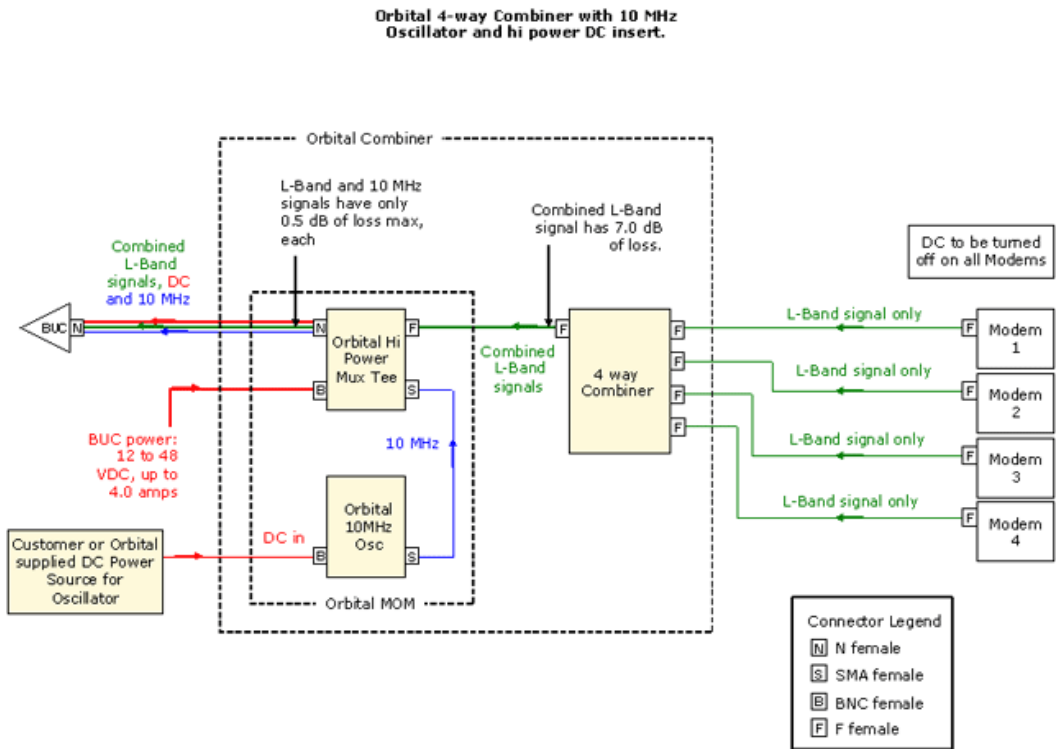 Orbital 4-way Combiner with 10 MHz
Oscillator and hi power DC insert.
Orbital Combiner
L-Band and 10 MHz
signals have only
0.5 dB of loss max,
each
Combined L-Band
signal has 7.0 dB
of loss.
DC to be turned
off on all Modems
Combined
L-Band
signals, DC
and 10 MHz
BUC
N
N
Orbital Hi
Power
Mux Tee
F
B
S
Combined
L-Band
signals
F
4 way
Combiner
F
F
F
F
L-Band signal only
F
Modem
1
L-Band signal only
F
Modem
2
L-Band signal only
F
Modem
3
L-Band signal only
F
Modem
4
BUC power:
12 to 48
VDC, up to
4.0 amps
10 MHz
Orbital
10MHz
Osc
B
S
DC in
Customer or Orbital
supplied DC Power
Source for
Oscillator
Orbital MOM
Connector Legend
N N female
S SMA female
B BNC female
F F female